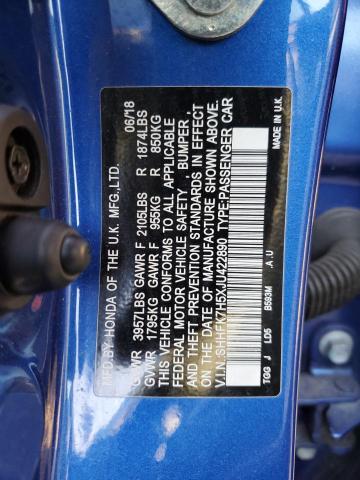 MFD.BY HONDA OF THE U.K. MFG.,LTD. 06/18
GVWR 3957LBS GAWR F 2105LBS R 1874LBS
GVWR 1795KG GAWR F 955KG R 850KG
THIS VEHICLE CONFORMS TO ALL APPLICABLE
FEDERAL MOTOR VEHICLE SAFETY , BUMPER ,
AND THEFT PREVENTION STANDARDS IN EFFECT
ON THE DATE OF MANUFACTURE SHOWN ABOVE.
V.I.N.:SHHFK7H5XJU422890 TYPE:PASSENGER CAR
TGG J LD5 B593M A .U MADE IN U.K.